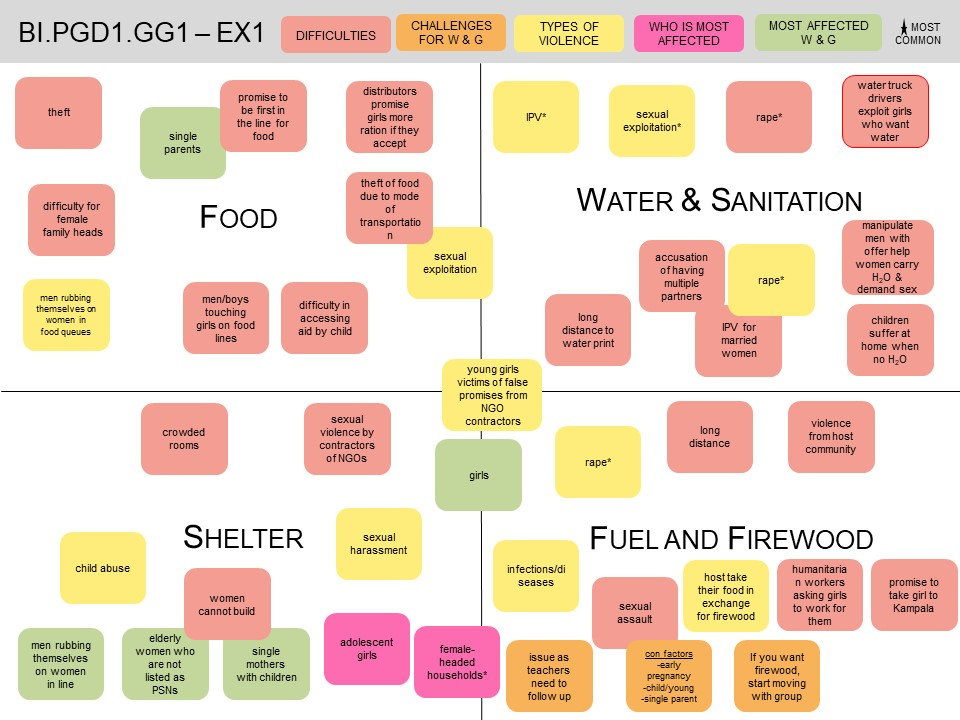 BI.PGD1.GG1 – EX1
DIFFICULTIES
CHALLENGES
FOR W & G
TYPES OF
VIOLENCE
WHO IS MOST
AFFECTED
MOST AFFECTED
W & G
MOST
COMMON
FOOD
theft
single
parents
promise to
be first in
the line for
food
distributors
promise
girls more
ration if they
accept
difficulty for
female
family heads
theft of food
due to mode
of
transportatio
n
sexual
exploitation
men rubbing
themselves on
women in
food queues
men/boys
touching
girls on food
lines
difficulty in
accessing
aid by child
WATER & SANITATION
IPV*
sexual
exploitation*
rape*
water truck
drivers
exploit girls
who want
water
accusation
of having
multiple
partners
rape*
manipulate
men with
offer help
women carry
H2O &
demand sex
long
distance to
water print
IPV for
married
women
children
suffer at
home when
no H2O
young girls
victims of false
promises from
NGO
contractors
girls
SHELTER
crowded
rooms
sexual
violence by
contractors
of NGOs
child abuse
sexual
harassment
women
cannot build
men rubbing
themselves
on women
in line
elderly
women who
are not
listed as
PSNs
single
mothers
with children
adolescent
girls
female-
headed
households*
FUEL AND FIREWOOD
rape*
long
distance
violence
from host
community
infections/di
seases
sexual
assault
host take
their food in
exchange
for firewood
humanitaria
n workers
asking girls
to work for
them
promise to
take girl to
Kampala
issue as
teachers
need to
follow up
con factors
-early
pregnancy
-child/young
-single parent
If you want
firewood,
start moving
with group